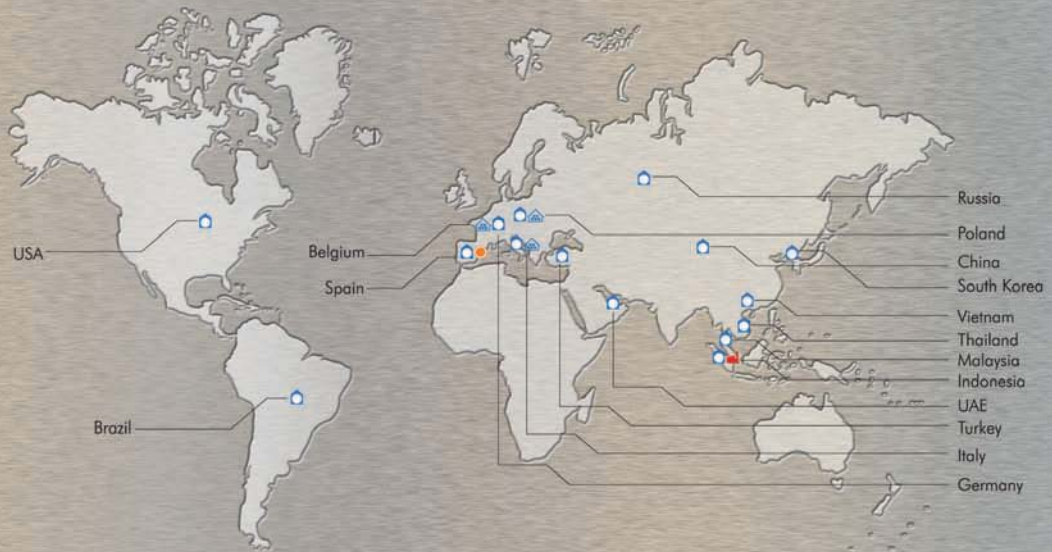 USA
Brazil
Belgium
Spain
Russia
Poland
China
South Korea
Vietnam
Thailand
Malaysia
Indonesia
UAE
Turkey
Italy
Germany